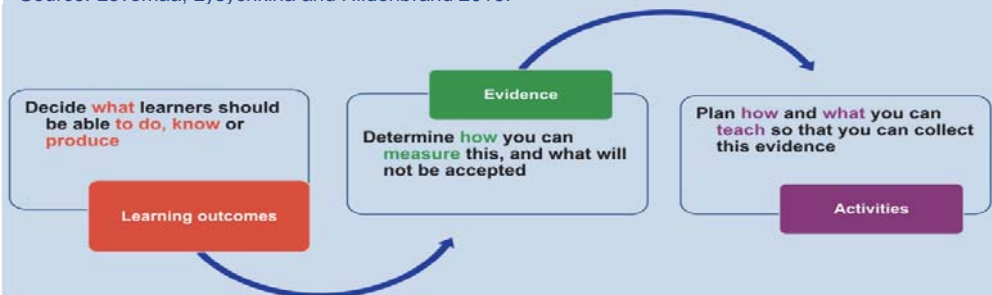 Decide what learners should
be able to do, know or
produce
Learning outcomes
Evidence
Determine how you can
measure this, and what will
not be accepted
Plan how and what you can
teach so that you can collect
this evidence
Activities